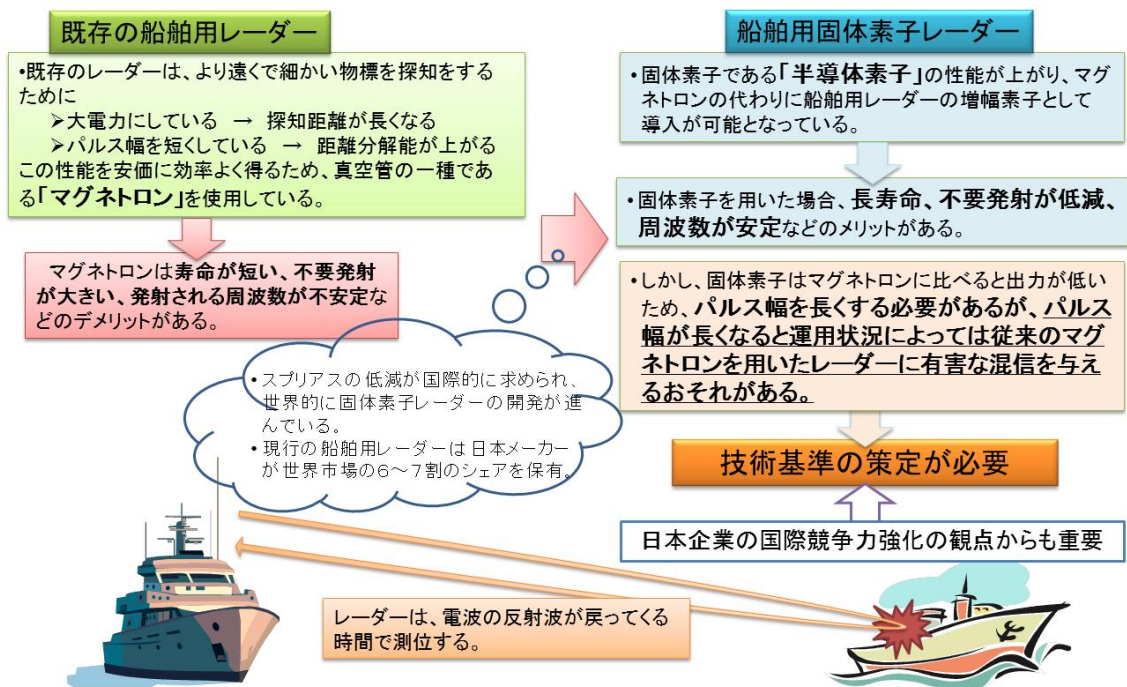 既存の船舶用レーダー
•既存のレーダーは、より遠くで細かい物標を探知をする
ために
➢大電力にしている → 探知距離が長くなる
➢パルス幅を短くしている → 距離分解能が上がる
この性能を安価に効率よく得るため、真空管の一種であ
る「マグネトロン」を使用している。
マグネトロンは寿命が短い、不要発射
が大きい、発射される周波数が不安定な
どのデメリットがある。
• スプリアスの低減が国際的に求められ、
世界的に固体素子レーダーの開発が進
んでいる。
• 現行の船舶用レーダーは日本メーカー
が世界市場の6～7割のシェアを保有。
船舶用固体素子レーダー
• 固体素子である「半導体素子」の性能が上がり、マグ
ネトロンの代わりに船舶用レーダーの増幅素子として
導入が可能となっている。
• 固体素子を用いた場合、長寿命、不要発射が低減、
周波数が安定などのメリットがある。
• しかし、固体素子はマグネトロンに比べると出力が低い
ため、パルス幅を長くする必要があるが、パルス
幅が長くなると運用状況によっては従来のマグ
ネトロンを用いたレーダーに有害な混信を与え
るおそれがある。
技術基準の策定が必要
日本企業の国際競争力強化の観点からも重要
レーダーは、電波の反射波が戻ってくる
時間で測位する。